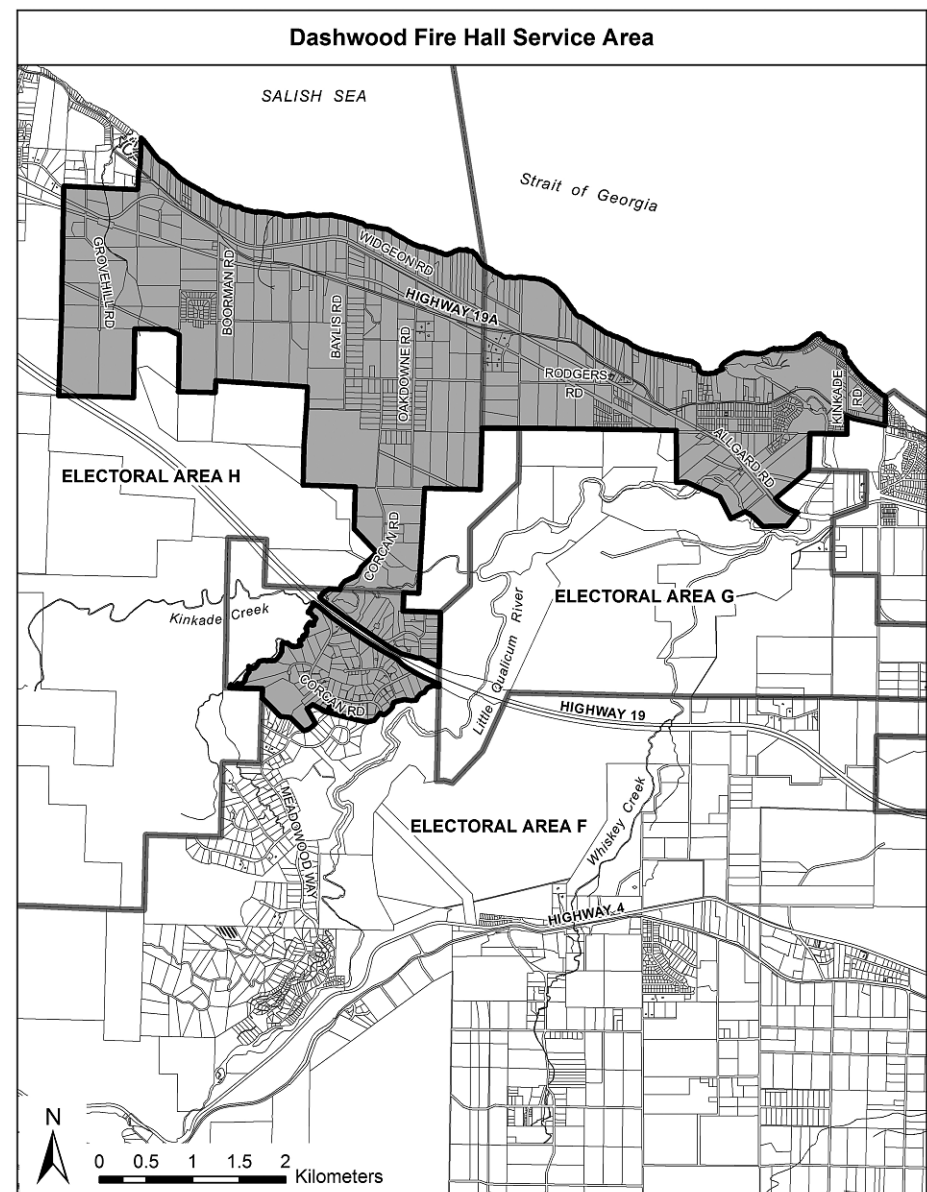 Dashwood Fire Hall Service Area
SALISH SEA
Strait of Georgia
GROVEHILL RD
BOORMAN RD
WIDGEON RD
HIGHWAY 19A
BAYLIS RD
OAKDOWNE RD
RODGERS
RD
KINKADE
RD
ALLGARD RD
ELECTORAL AREA H
CORCAN RD
Kinkade Creek
ELECTORAL AREA G
Little Qualicum River
CORCAN RD
HIGHWAY 19
MEADOWOOD WAY
ELECTORAL AREA F
Whiskey Creek
HIGHWAY 4
N
0 0.5 1 1.5 2
Kilometers